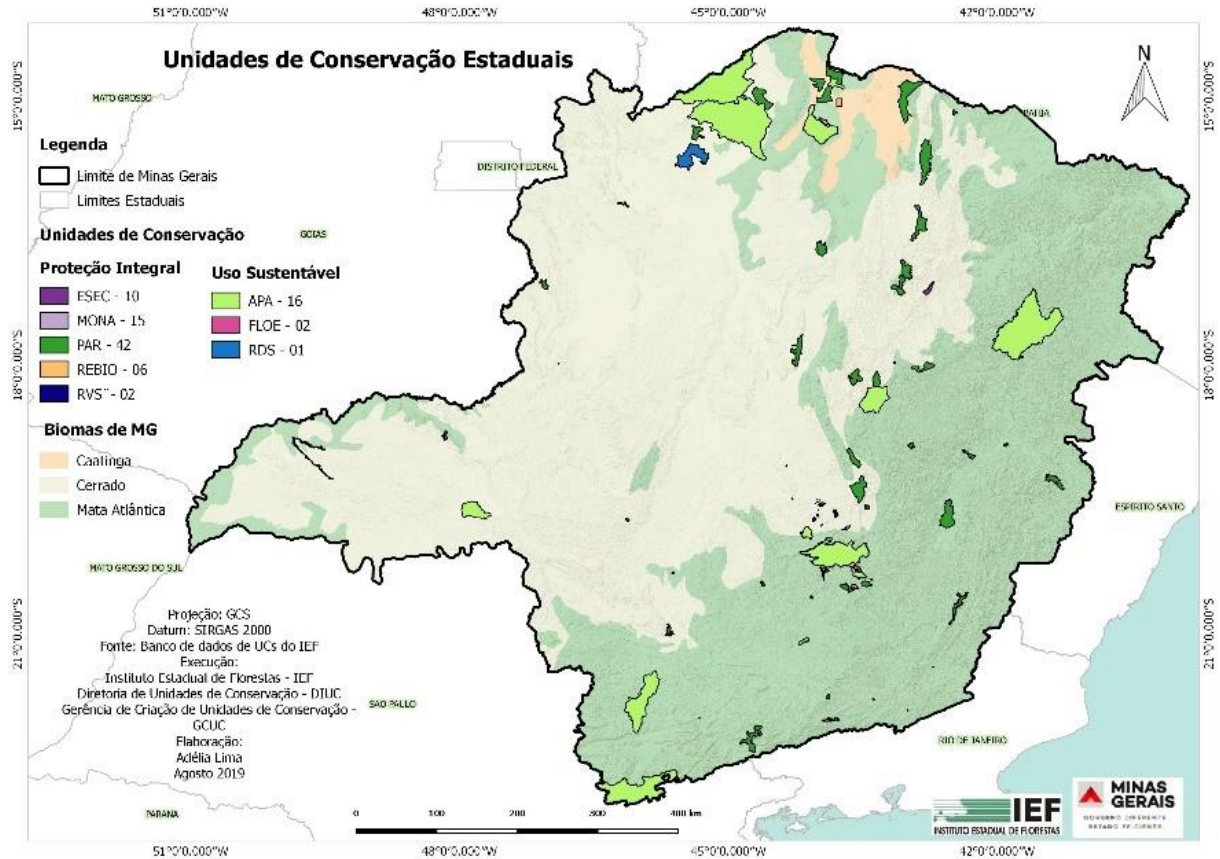 51°0'0.000"W
48°0'0.000"W
45°0'0.000"W
42°0'0.000"W
Unidades de Conservação Estaduais
N
15°0'0.000"S
15°0'0.000"S
MATO GROSSO
BAHIA
DISTRITO FEDERAL
GOIAS
Legenda
Limite de Minas Gerais
Limites Estaduais
Unidades de Conservação
Proteção Integral
ESEC - 10
MONA - 15
PAR - 42
REBIO - 06
RVS¨ - 02
Uso Sustentável
APA - 16
FLOE - 02
RDS - 01
18°0'0.000"S
18°0'0.000"S
Biomas de MG
Caatinga
Cerrado
Mata Atlântica
ESPIRITO SANTO
MATO GROSSO DO SUL
21°0'0.000"S
21°0'0.000"S
Projeção: GCS
Datum: SIRGAS 2000
Fonte: Banco de dados de UCs do IEF
Execução:
Instituto Estadual de Florestas - IEF
Diretoria de Unidades de Conservação - DIUC
Gerência de Criação de Unidades de Conservação -
GCUC
Elaboração:
Adélia Lima
Agosto 2019
SAO PAULO
RIO DE JANEIRO
PARANA
0 100 200 300 400 km
IEF
INSTITUTO ESTADUAL DE FLORESTAS
MINAS
GERAIS
GOVERNO DIFERENTE
ESTADO EFICIENTE
51°0'0.000"W
48°0'0.000"W
45°0'0.000"W
42°0'0.000"W